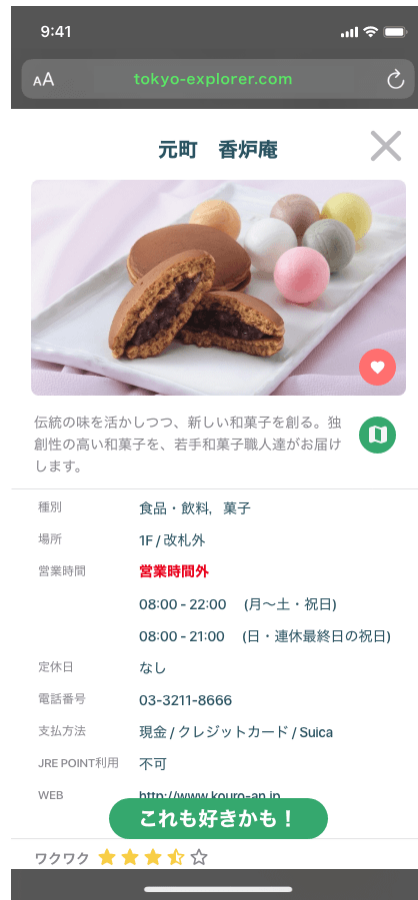 9:41
AA
tokyo-explorer.com
元町　香炉庵
伝統の味を活かしつつ、新しい和菓子を創る。独
創性の高い和菓子を、若手和菓子職人達がお届け
します。
種別 食品・飲料, 菓子
場所 1F / 改札外
営業時間 営業時間外
08:00 - 22:00 (月〜土・祝日)
08:00 - 21:00 (日・連休最終日の祝日)
定休日 なし
電話番号 03-3211-8666
支払方法 現金 / クレジットカード / Suica
JRE POINT利用 不可
WEB http://www.kouro-an.jp
これも好きかも！
ワクワク